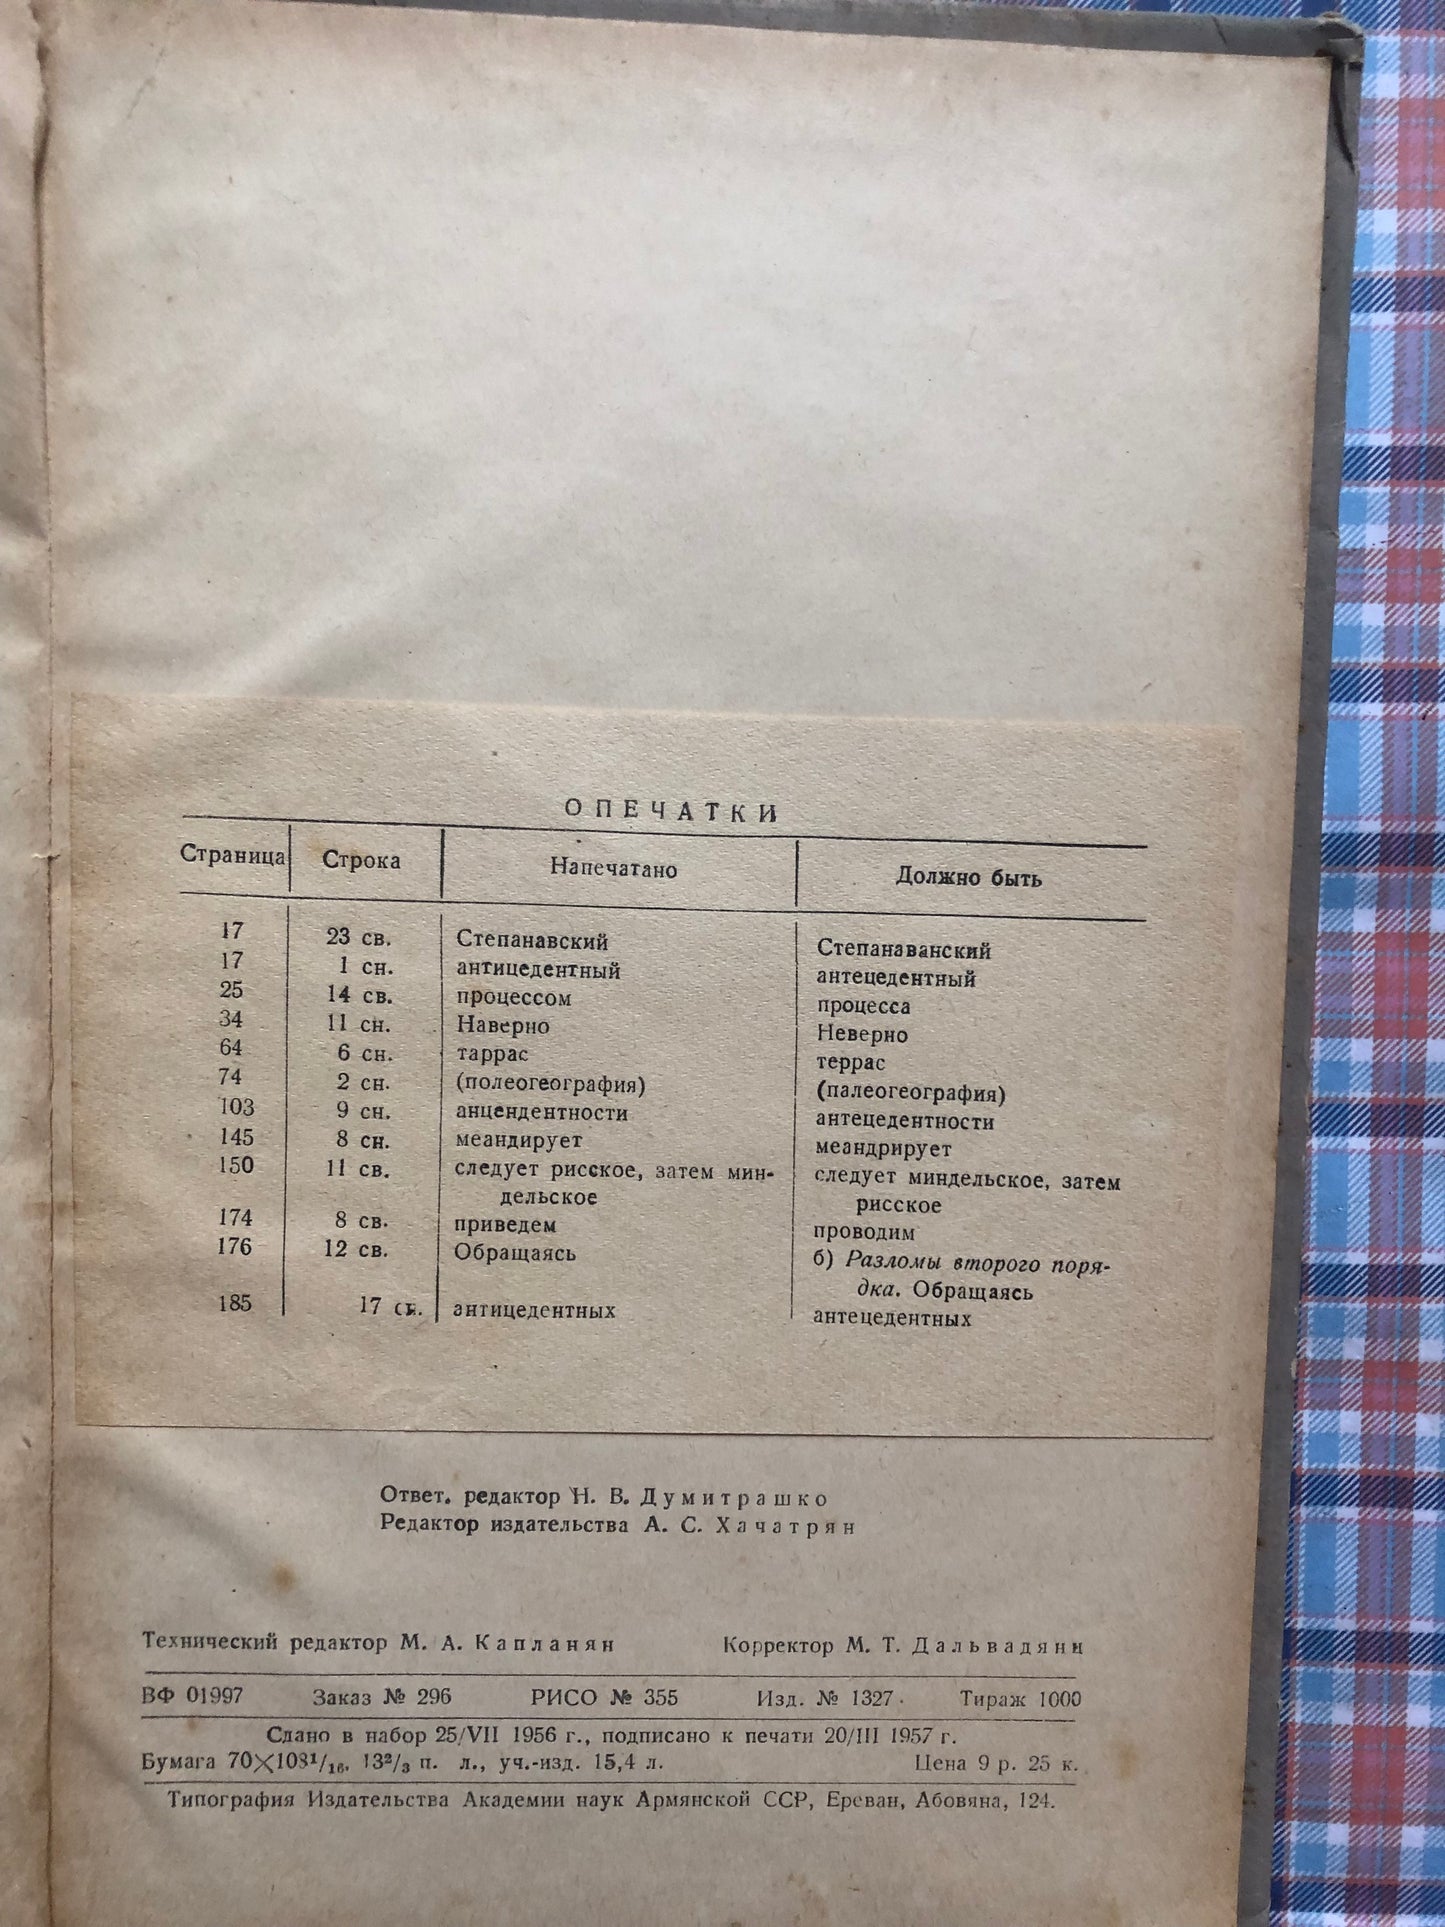 ОПЕЧАТКИ
Страница Строка Напечатано Должно быть
17 23 св. Степанавский Степанаванский
17 1 сн. антицедентный антецедентный
25 14 св. процессом процесса
34 11 сн. Наверно Неверно
64 6 сн. таррас террас
74 2 сн. (полеогеография) (палеогеография)
103 9 сн. анцендентности антецедентности
145 8 сн. меандирует меандрирует
150 11 св. следует рисское, затем мин- следует миндельское, затем
дельское рисское
174 8 св. приведем проводим
176 12 св. Обращаясь б) Разломы второго поря-
дка. Обращаясь
185 17 сн. антицедентных антецедентных
Ответ. редактор Н. В. Думитрашко
Редактор издательства А. С. Хачатрян
Технический редактор М. А. Капланян Корректор М. Т. Дальвадянц
ВФ 01997 Заказ № 296 РИСО № 355 Изд. № 1327 Тираж 1000
Сдано в набор 25/VII 1956 г., подписано к печати 20/III 1957 г.
Бумага 70×108¹/₁₆, 13²/₃ п. л., уч.-изд. 15,4 л. Цена 9 р. 25 к.
Типография Издательства Академии наук Армянской ССР, Ереван, Абовяна, 124.